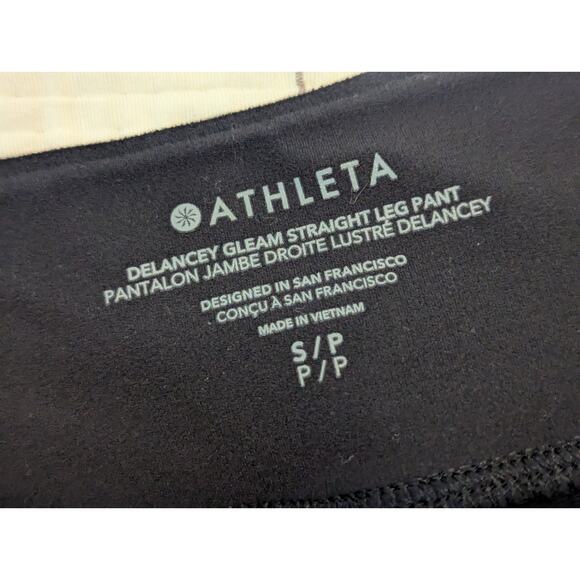 ATHLETA
DELANCEY GLEAM STRAIGHT LEG PANT
PANTALON JAMBE DROITE LUSTRÉ DELANCEY
DESIGNED IN SAN FRANCISCO
CONÇU À SAN FRANCISCO
MADE IN VIETNAM
S/P
P/P